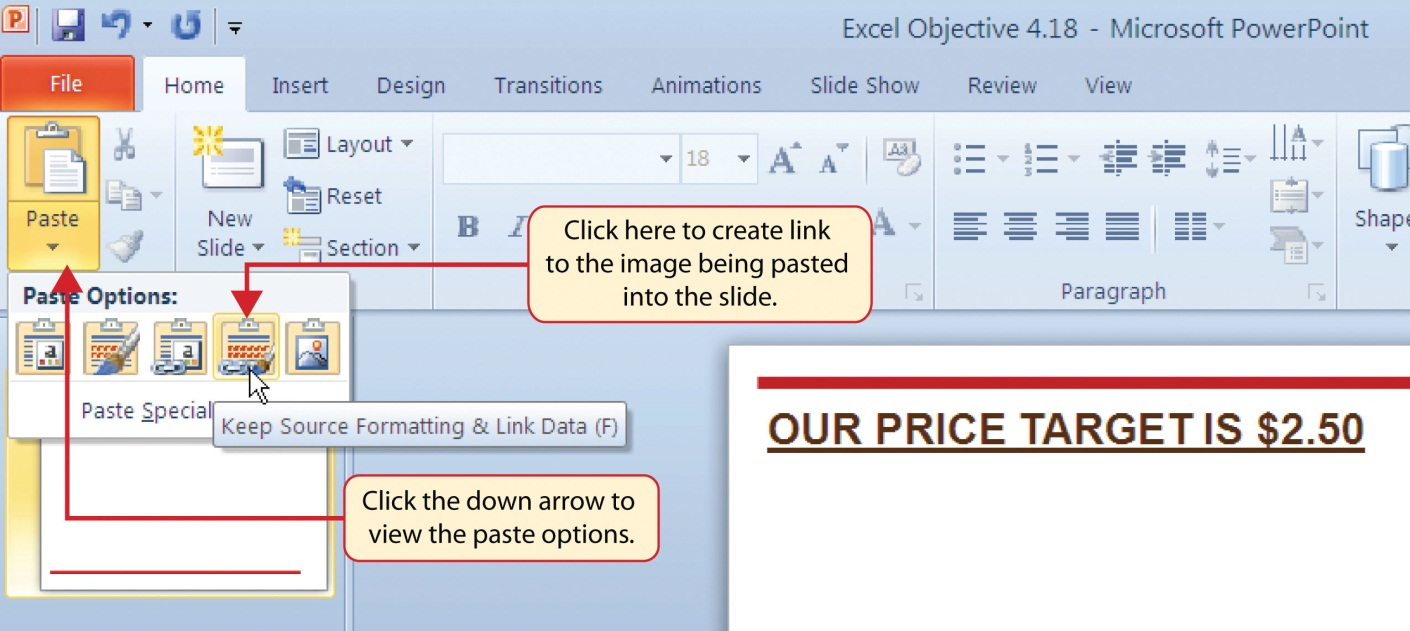 Excel Objective 4.18 - Microsoft PowerPoint
File Home Insert Design Transitions Animations Slide Show Review View
Layout
18
Reset
Paste
New
Slide
Section
Shape
B I
A
Click here to create link
to the image being pasted
into the slide.
Paragraph
Paste Options:
Paste Special
Keep Source Formatting & Link Data (F)
OUR PRICE TARGET IS $2.50
Click the down arrow to
view the paste options.